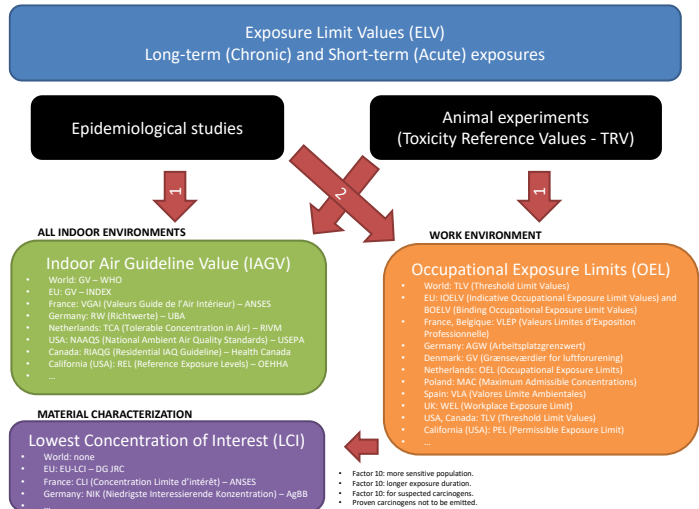 Exposure Limit Values (ELV)
Long-term (Chronic) and Short-term (Acute) exposures
Epidemiological studies
Animal experiments
(Toxicity Reference Values - TRV)
1
2
1
ALL INDOOR ENVIRONMENTS
Indoor Air Guideline Value (IAGV)
• World: GV – WHO
• EU: GV – INDEX
• France: VGAI (Valeurs Guide de l'Air Intérieur) – ANSES
• Germany: RW (Richtwerte) – UBA
• Netherlands: TCA (Tolerable Concentration in Air) – RIVM
• USA: NAAQS (National Ambient Air Quality Standards) – USEPA
• Canada: RIAQG (Residential IAQ Guideline) – Health Canada
• California (USA): REL (Reference Exposure Levels) – OEHHA
• ...
WORK ENVIRONMENT
Occupational Exposure Limits (OEL)
• World: TLV (Threshold Limit Values)
• EU: IOELV (Indicative Occupational Exposure Limit Values) and
BOELV (Binding Occupational Exposure Limit Values)
• France, Belgique: VLEP (Valeurs Limites d'Exposition
Professionnelle)
• Germany: AGW (Arbeitsplatzgrenzwert)
• Denmark: GV (Grænseværdier for luftforurening)
• Netherlands: OEL (Occupational Exposure Limits)
• Poland: MAC (Maximum Admissible Concentrations)
• Spain: VLA (Valores Límite Ambientales)
• UK: WEL (Workplace Exposure Limit)
• USA, Canada: TLV (Threshold Limit Values)
• California (USA): PEL (Permissible Exposure Limit)
• ...
MATERIAL CHARACTERIZATION
Lowest Concentration of Interest (LCI)
• World: none
• EU: EU-LCI – DG JRC
• France: CLI (Concentration Limite d'intérêt) – ANSES
• Germany: NIK (Niedrigste Interessierende Konzentration) – AgBB
• ...
• Factor 10: more sensitive population.
• Factor 10: longer exposure duration.
• Factor 10: for suspected carcinogens.
• Proven carcinogens not to be emitted.